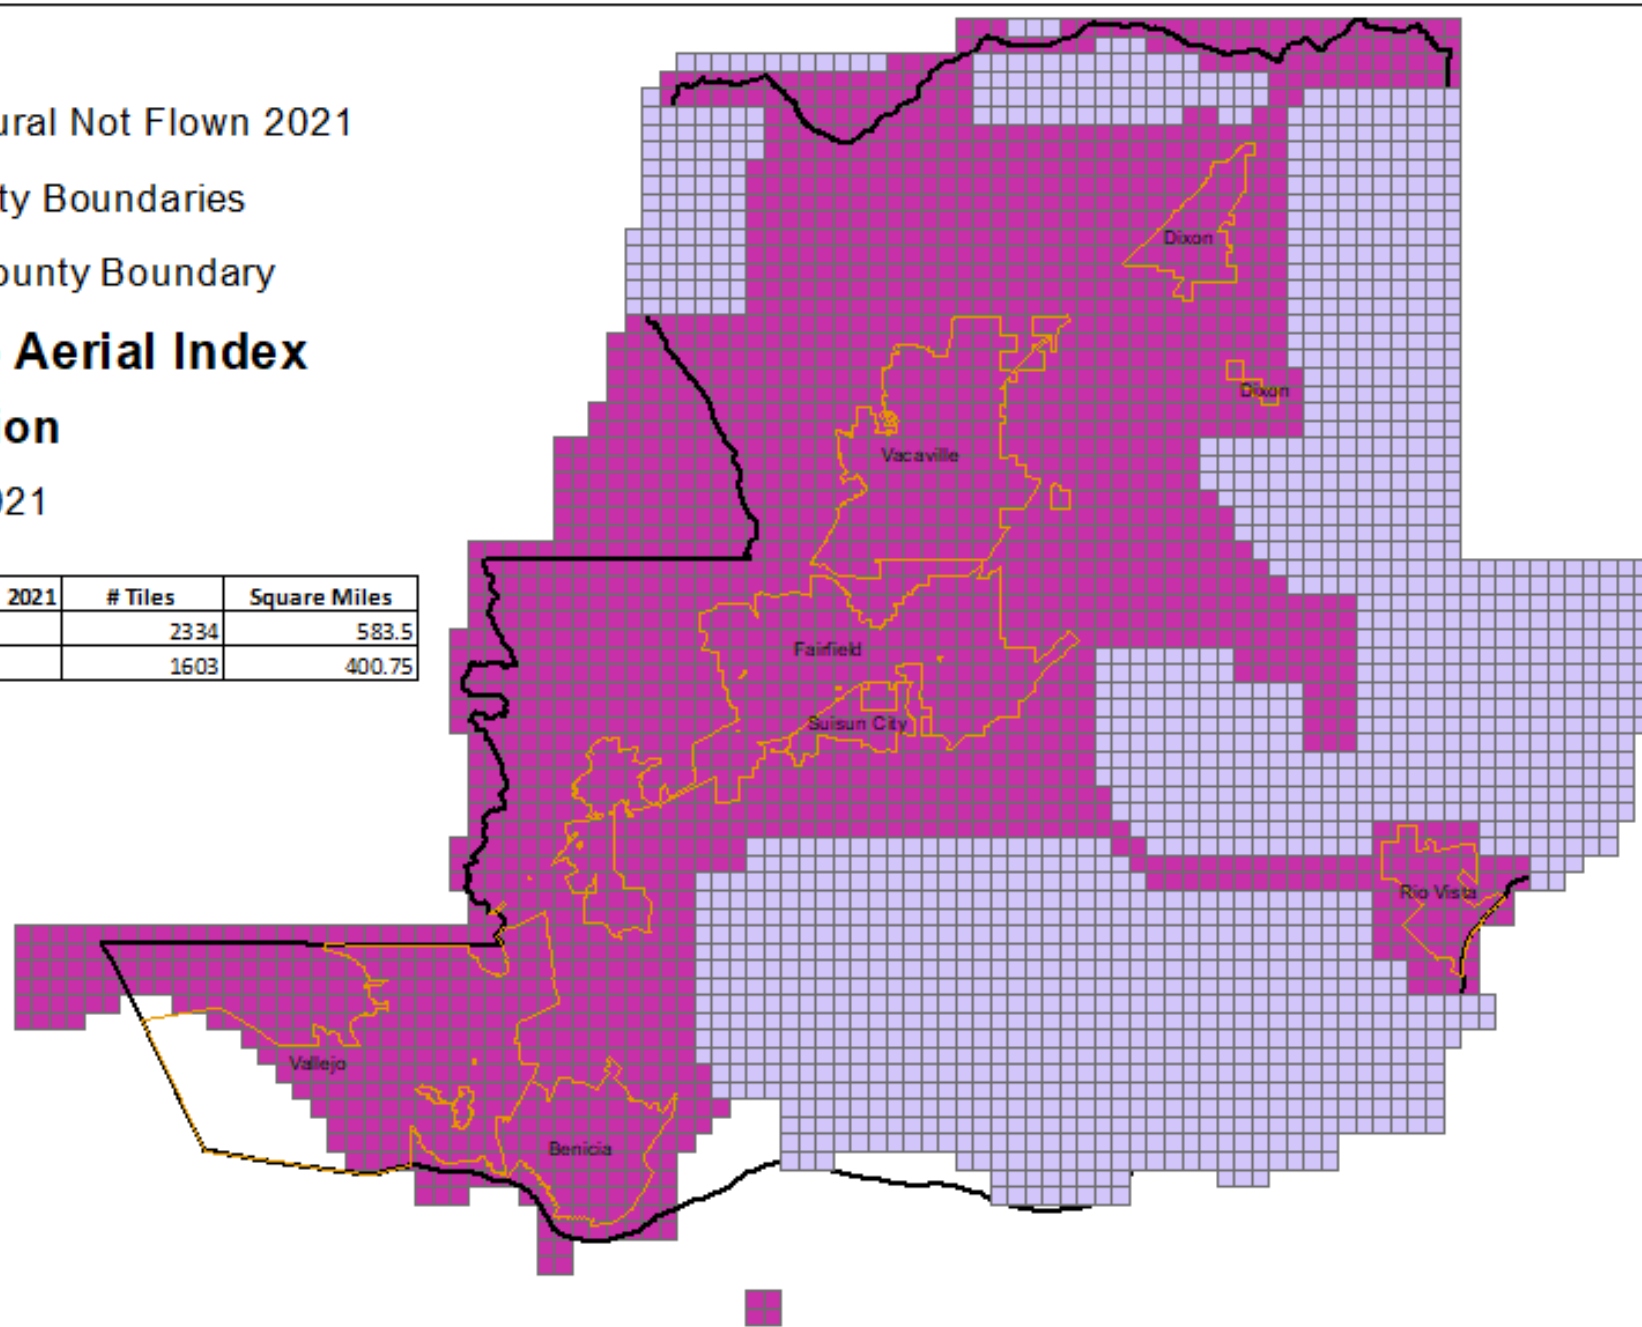 ural Not Flown 2021
ty Boundaries
ounty Boundary
Aerial Index
on
021
2021 # Tiles Square Miles
2334 583.5
1603 400.75
Dixon
Dixon
Vacaville
Fairfield
Suisun City
Rio Vista
Vallejo
Benicia